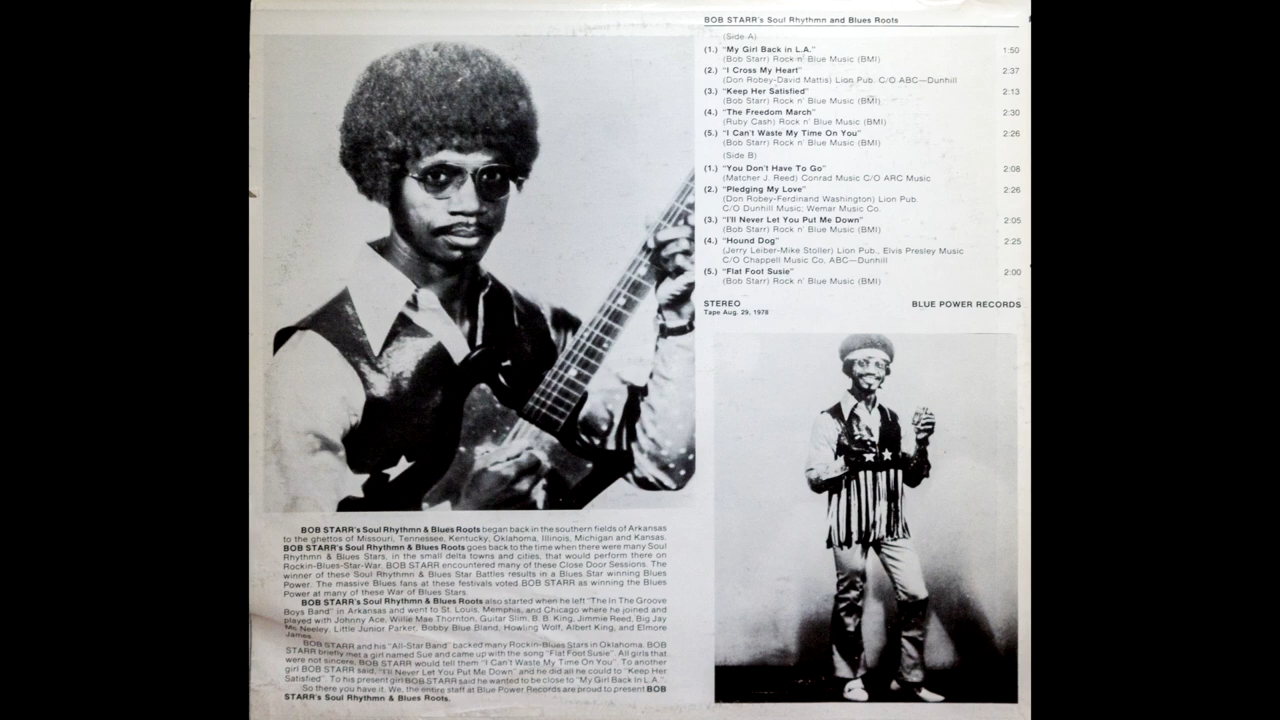 BOB STARR's Soul Rhythmn and Blues Roots
(Side A)
(1.) "My Girl Back in L.A." 1:50
(Bob Starr) Rock n' Blue Music (BMI)
(2.) "I Cross My Heart" 2:37
(Don Robey-David Mattis) Lion Pub. C/O ABC—Dunhill
(3.) "Keep Her Satisfied" 2:13
(Bob Starr) Rock n' Blue Music (BMI)
(4.) "The Freedom March" 2:30
(Ruby Cash) Rock n' Blue Music (BMI)
(5.) "I Can't Waste My Time On You" 2:26
(Bob Starr) Rock n' Blue Music (BMI)
(Side B)
(1.) "You Don't Have To Go" 2:08
(Matcher J. Reed) Conrad Music C/O ARC Music
(2.) "Pledging My Love" 2:26
(Don Robey-Ferdinand Washington) Lion Pub.
C/O Dunhill Music; Wemar Music Co.
(3.) "I'll Never Let You Put Me Down" 2:05
(Bob Starr) Rock n' Blue Music (BMI)
(4.) "Hound Dog" 2:25
(Jerry Leiber-Mike Stoller) Lion Pub., Elvis Presley Music
C/O Chappell Music Co, ABC—Dunhill
(5.) "Flat Foot Susie" 2:00
(Bob Starr) Rock n' Blue Music (BMI)
STEREO BLUE POWER RECORDS
Tape Aug. 29, 1978
BOB STARR's Soul Rhythmn & Blues Roots began back in the southern fields of Arkansas
to the ghettos of Missouri, Tennessee, Kentucky, Oklahoma, Illinois, Michigan and Kansas.
BOB STARR's Soul Rhythmn & Blues Roots goes back to the time when there were many Soul
Rhythmn & Blues Stars, in the small delta towns and cities, that would perform there on
Rockin-Blues-Star-War. BOB STARR encountered many of these Close Door Sessions. The
winner of these Soul Rhythmn & Blues Star Battles results in a Blues Star winning Blues
Power. The massive Blues fans at these festivals voted BOB STARR as winning the Blues
Power at many of these War of Blues Stars.
BOB STARR's Soul Rhythmn & Blues Roots also started when he left "The In The Groove
Boys Band" in Arkansas and went to St. Louis, Memphis, and Chicago where he joined and
played with Johnny Ace, Willie Mae Thornton, Guitar Slim, B. B. King, Jimmie Reed, Big Jay
Mc Neeley, Little Junior Parker, Bobby Blue Bland, Howling Wolf, Albert King, and Elmore
James.
BOB STARR and his "All-Star Band" backed many Rockin-Blues Stars in Oklahoma. BOB
STARR briefly met a girl named Sue and came up with the song "Flat Foot Susie". All girls that
were not sincere, BOB STARR would tell them "I Can't Waste My Time On You". To another
girl BOB STARR said, "I'll Never Let You Put Me Down" and he did all he could to "Keep Her
Satisfied". To his present girl BOB STARR said he wanted to be close to "My Girl Back In L.A.".
So there you have it. We, the entire staff at Blue Power Records are proud to present BOB
STARR's Soul Rhythmn & Blues Roots.